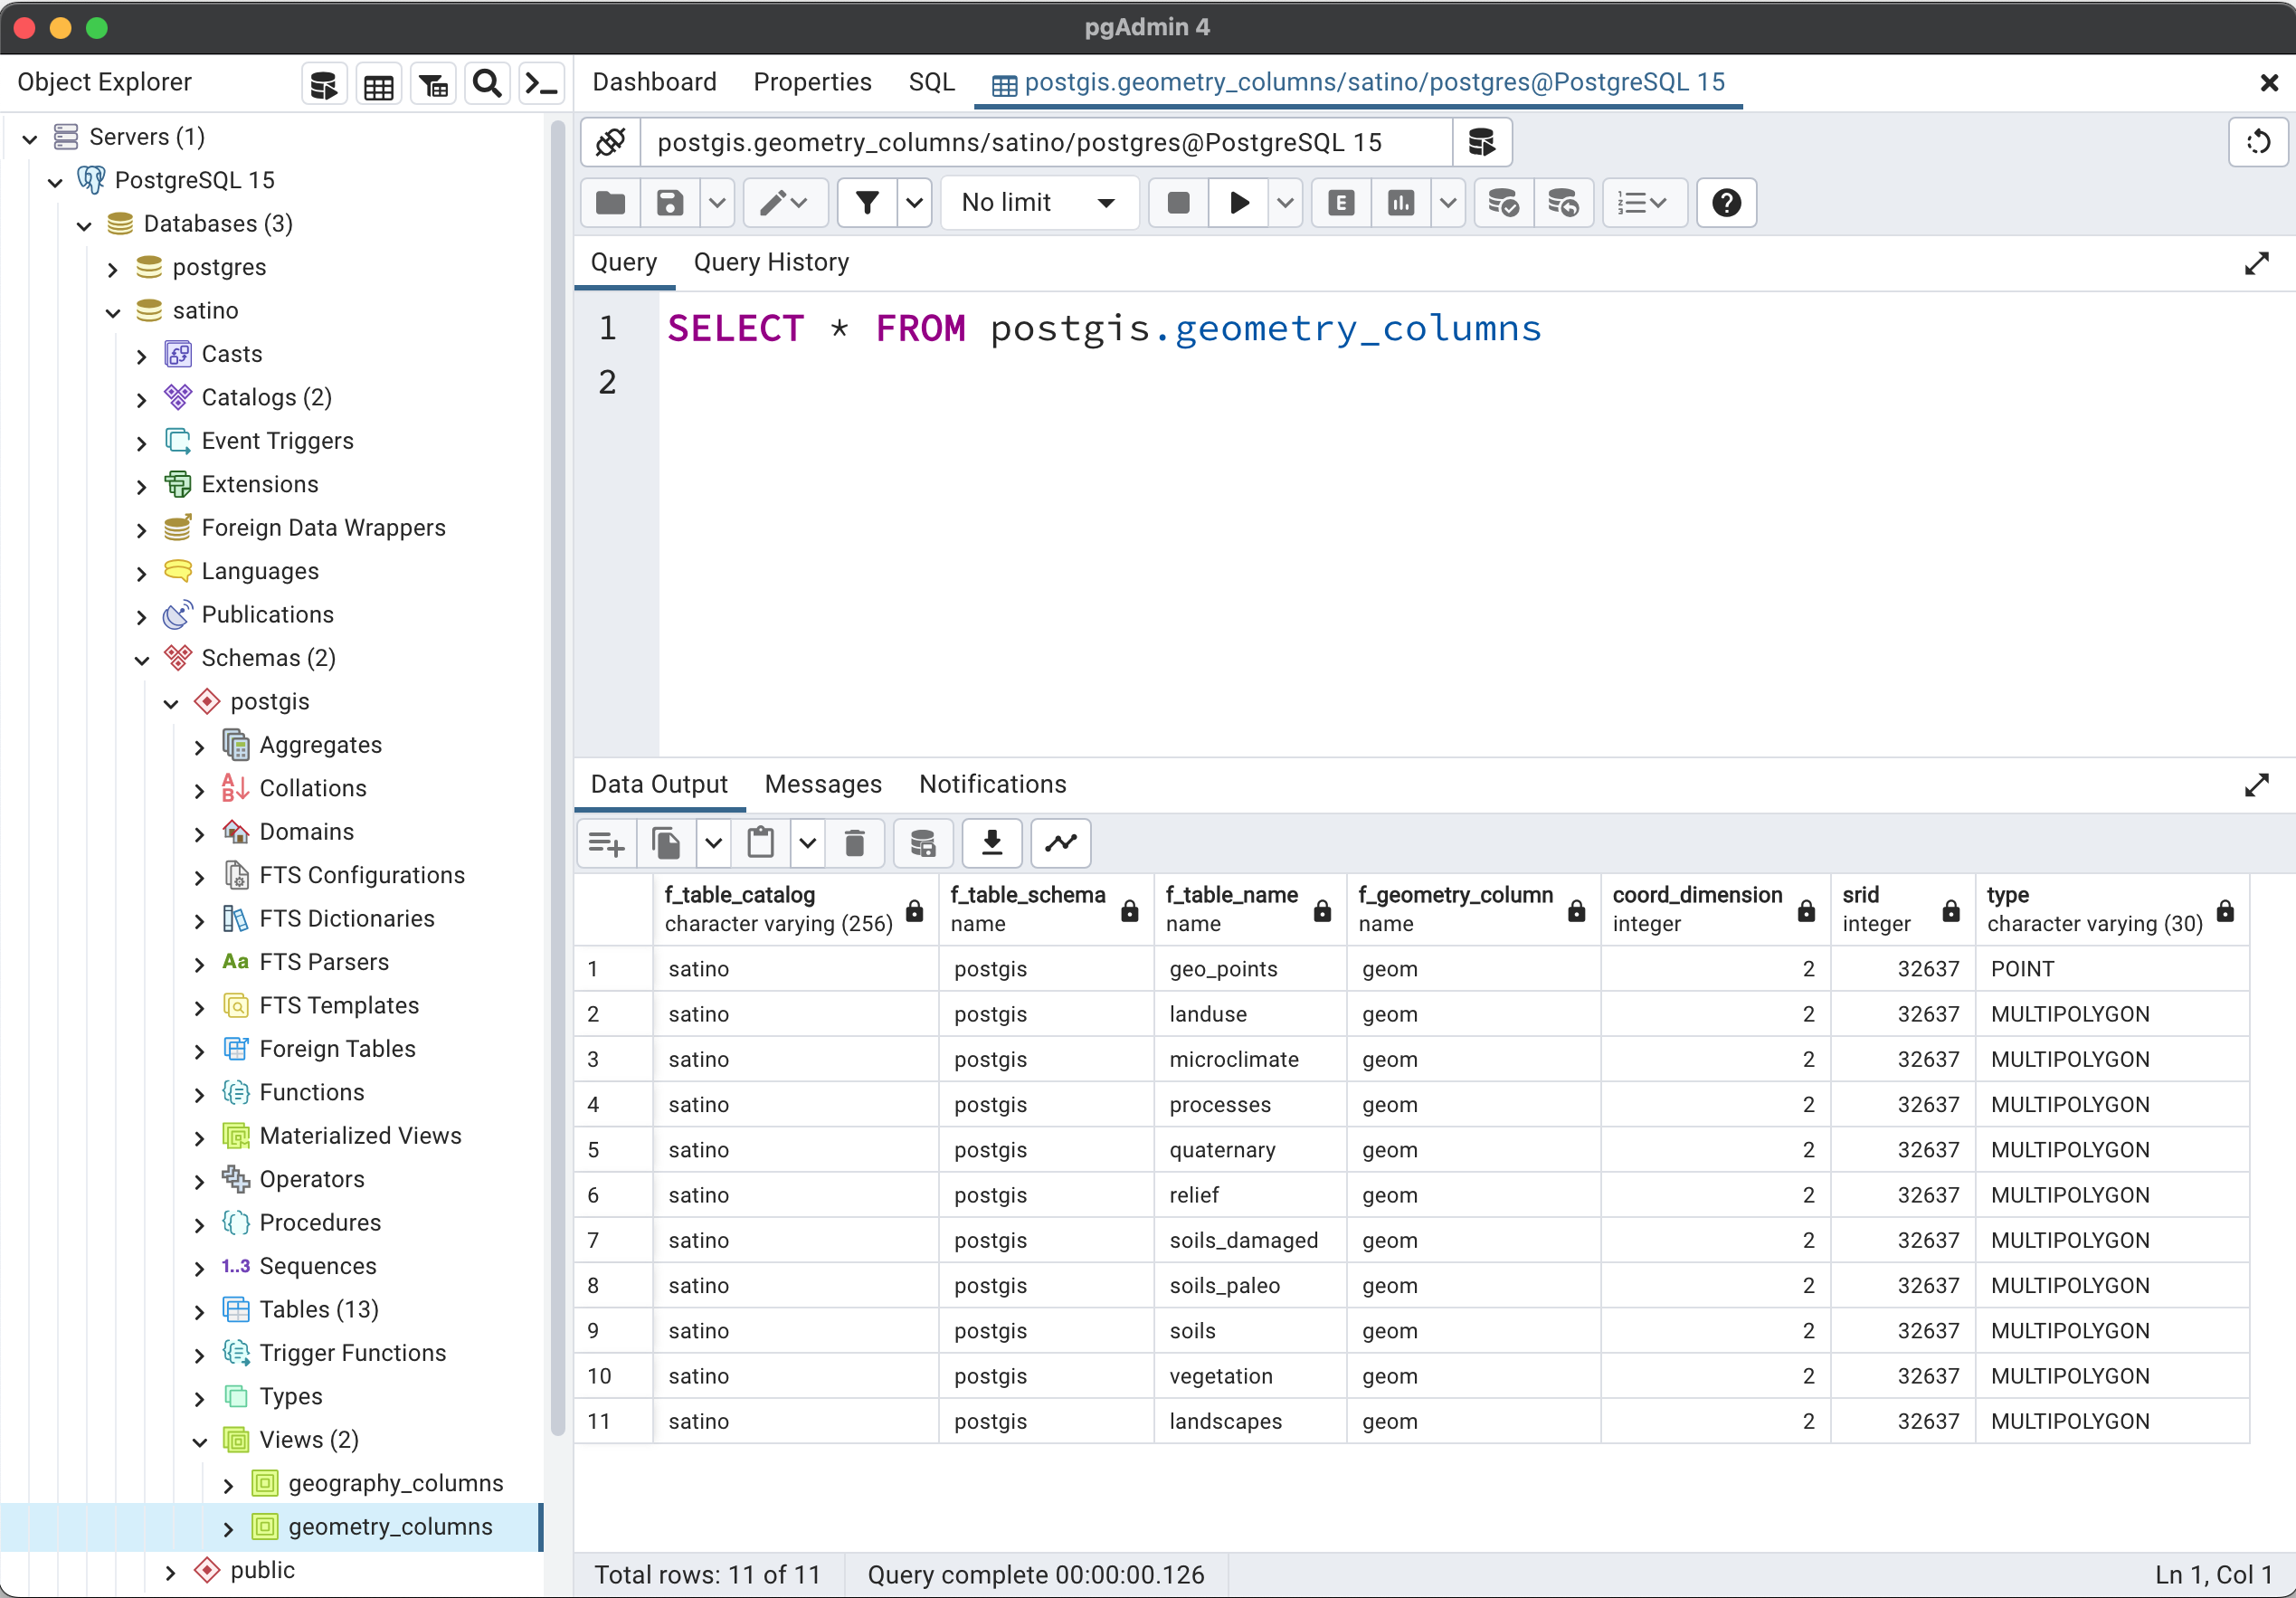 pgAdmin 4
Object Explorer
Servers (1)
PostgreSQL 15
Databases (3)
postgres
satino
Casts
Catalogs (2)
Event Triggers
Extensions
Foreign Data Wrappers
Languages
Publications
Schemas (2)
postgis
Aggregates
Collations
Domains
FTS Configurations
FTS Dictionaries
Aa FTS Parsers
FTS Templates
Foreign Tables
Functions
Materialized Views
Operators
Procedures
1..3 Sequences
Tables (13)
Trigger Functions
Types
Views (2)
geography_columns
geometry_columns
public
Dashboard Properties SQL postgis.geometry_columns/satino/postgres@PostgreSQL 15
postgis.geometry_columns/satino/postgres@PostgreSQL 15
No limit
Query Query History
1 SELECT * FROM postgis.geometry_columns
2
Data Output Messages Notifications
f_table_catalog f_table_schema f_table_name f_geometry_column coord_dimension srid type
character varying (256) name name name integer integer character varying (30)
1 satino postgis geo_points geom 2 32637 POINT
2 satino postgis landuse geom 2 32637 MULTIPOLYGON
3 satino postgis microclimate geom 2 32637 MULTIPOLYGON
4 satino postgis processes geom 2 32637 MULTIPOLYGON
5 satino postgis quaternary geom 2 32637 MULTIPOLYGON
6 satino postgis relief geom 2 32637 MULTIPOLYGON
7 satino postgis soils_damaged geom 2 32637 MULTIPOLYGON
8 satino postgis soils_paleo geom 2 32637 MULTIPOLYGON
9 satino postgis soils geom 2 32637 MULTIPOLYGON
10 satino postgis vegetation geom 2 32637 MULTIPOLYGON
11 satino postgis landscapes geom 2 32637 MULTIPOLYGON
Total rows: 11 of 11 Query complete 00:00:00.126 Ln 1, Col 1